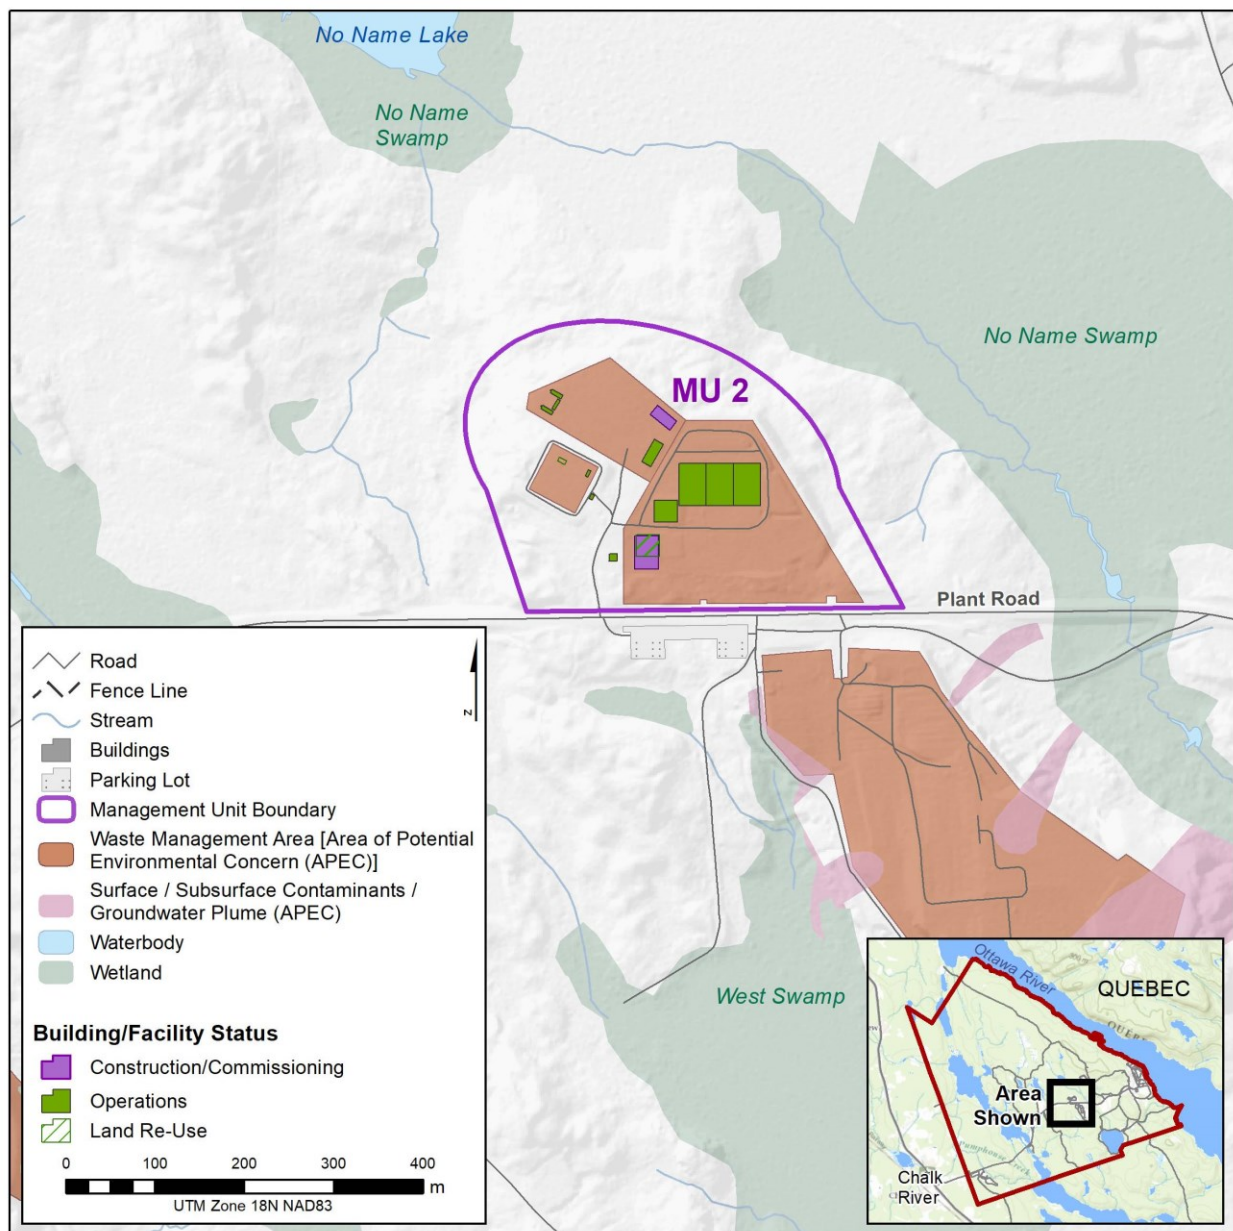 No Name Lake
No Name
Swamp
No Name Swamp
MU 2
Plant Road
West Swamp
Road
Fence Line
Stream
Buildings
Parking Lot
Management Unit Boundary
Waste Management Area [Area of Potential
Environmental Concern (APEC)]
Surface / Subsurface Contaminants /
Groundwater Plume (APEC)
Waterbody
Wetland
N
Building/Facility Status
Construction/Commissioning
Operations
Land Re-Use
0 100 200 300 400
m
UTM Zone 18N NAD83
Ottawa River
QUEBEC
Area
Shown
Chalk
River